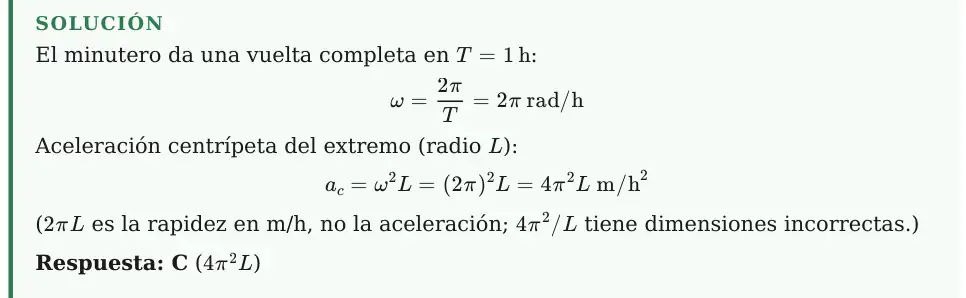 SOLUCIÓN
El minutero da una vuelta completa en T = 1 h:
ω = 2π/T = 2π rad/h
Aceleración centrípeta del extremo (radio L):
a_c = ω²L = (2π)²L = 4π²L m/h²
(2πL es la rapidez en m/h, no la aceleración; 4π²/L tiene dimensiones incorrectas.)
Respuesta: C (4π²L)